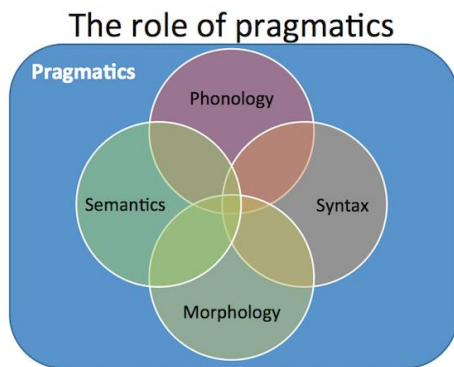 The role of pragmatics
Pragmatics
Phonology
Semantics
Syntax
Morphology